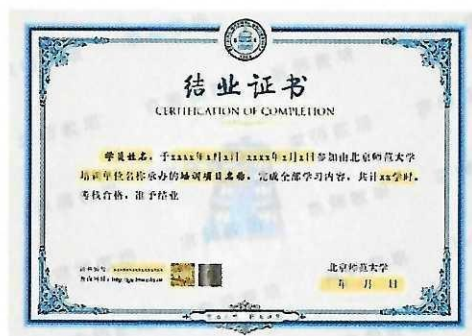 结业证书
CERTIFICATION OF COMPLETION
学员姓名，于xxxx年x月x日 xxxx年x月x日参加由北京师范大学
培训单位名称承办的培训项目名称，完成全部学习内容，共计xx学时，
考核合格，准予结业
北京师范大学
年 月 日